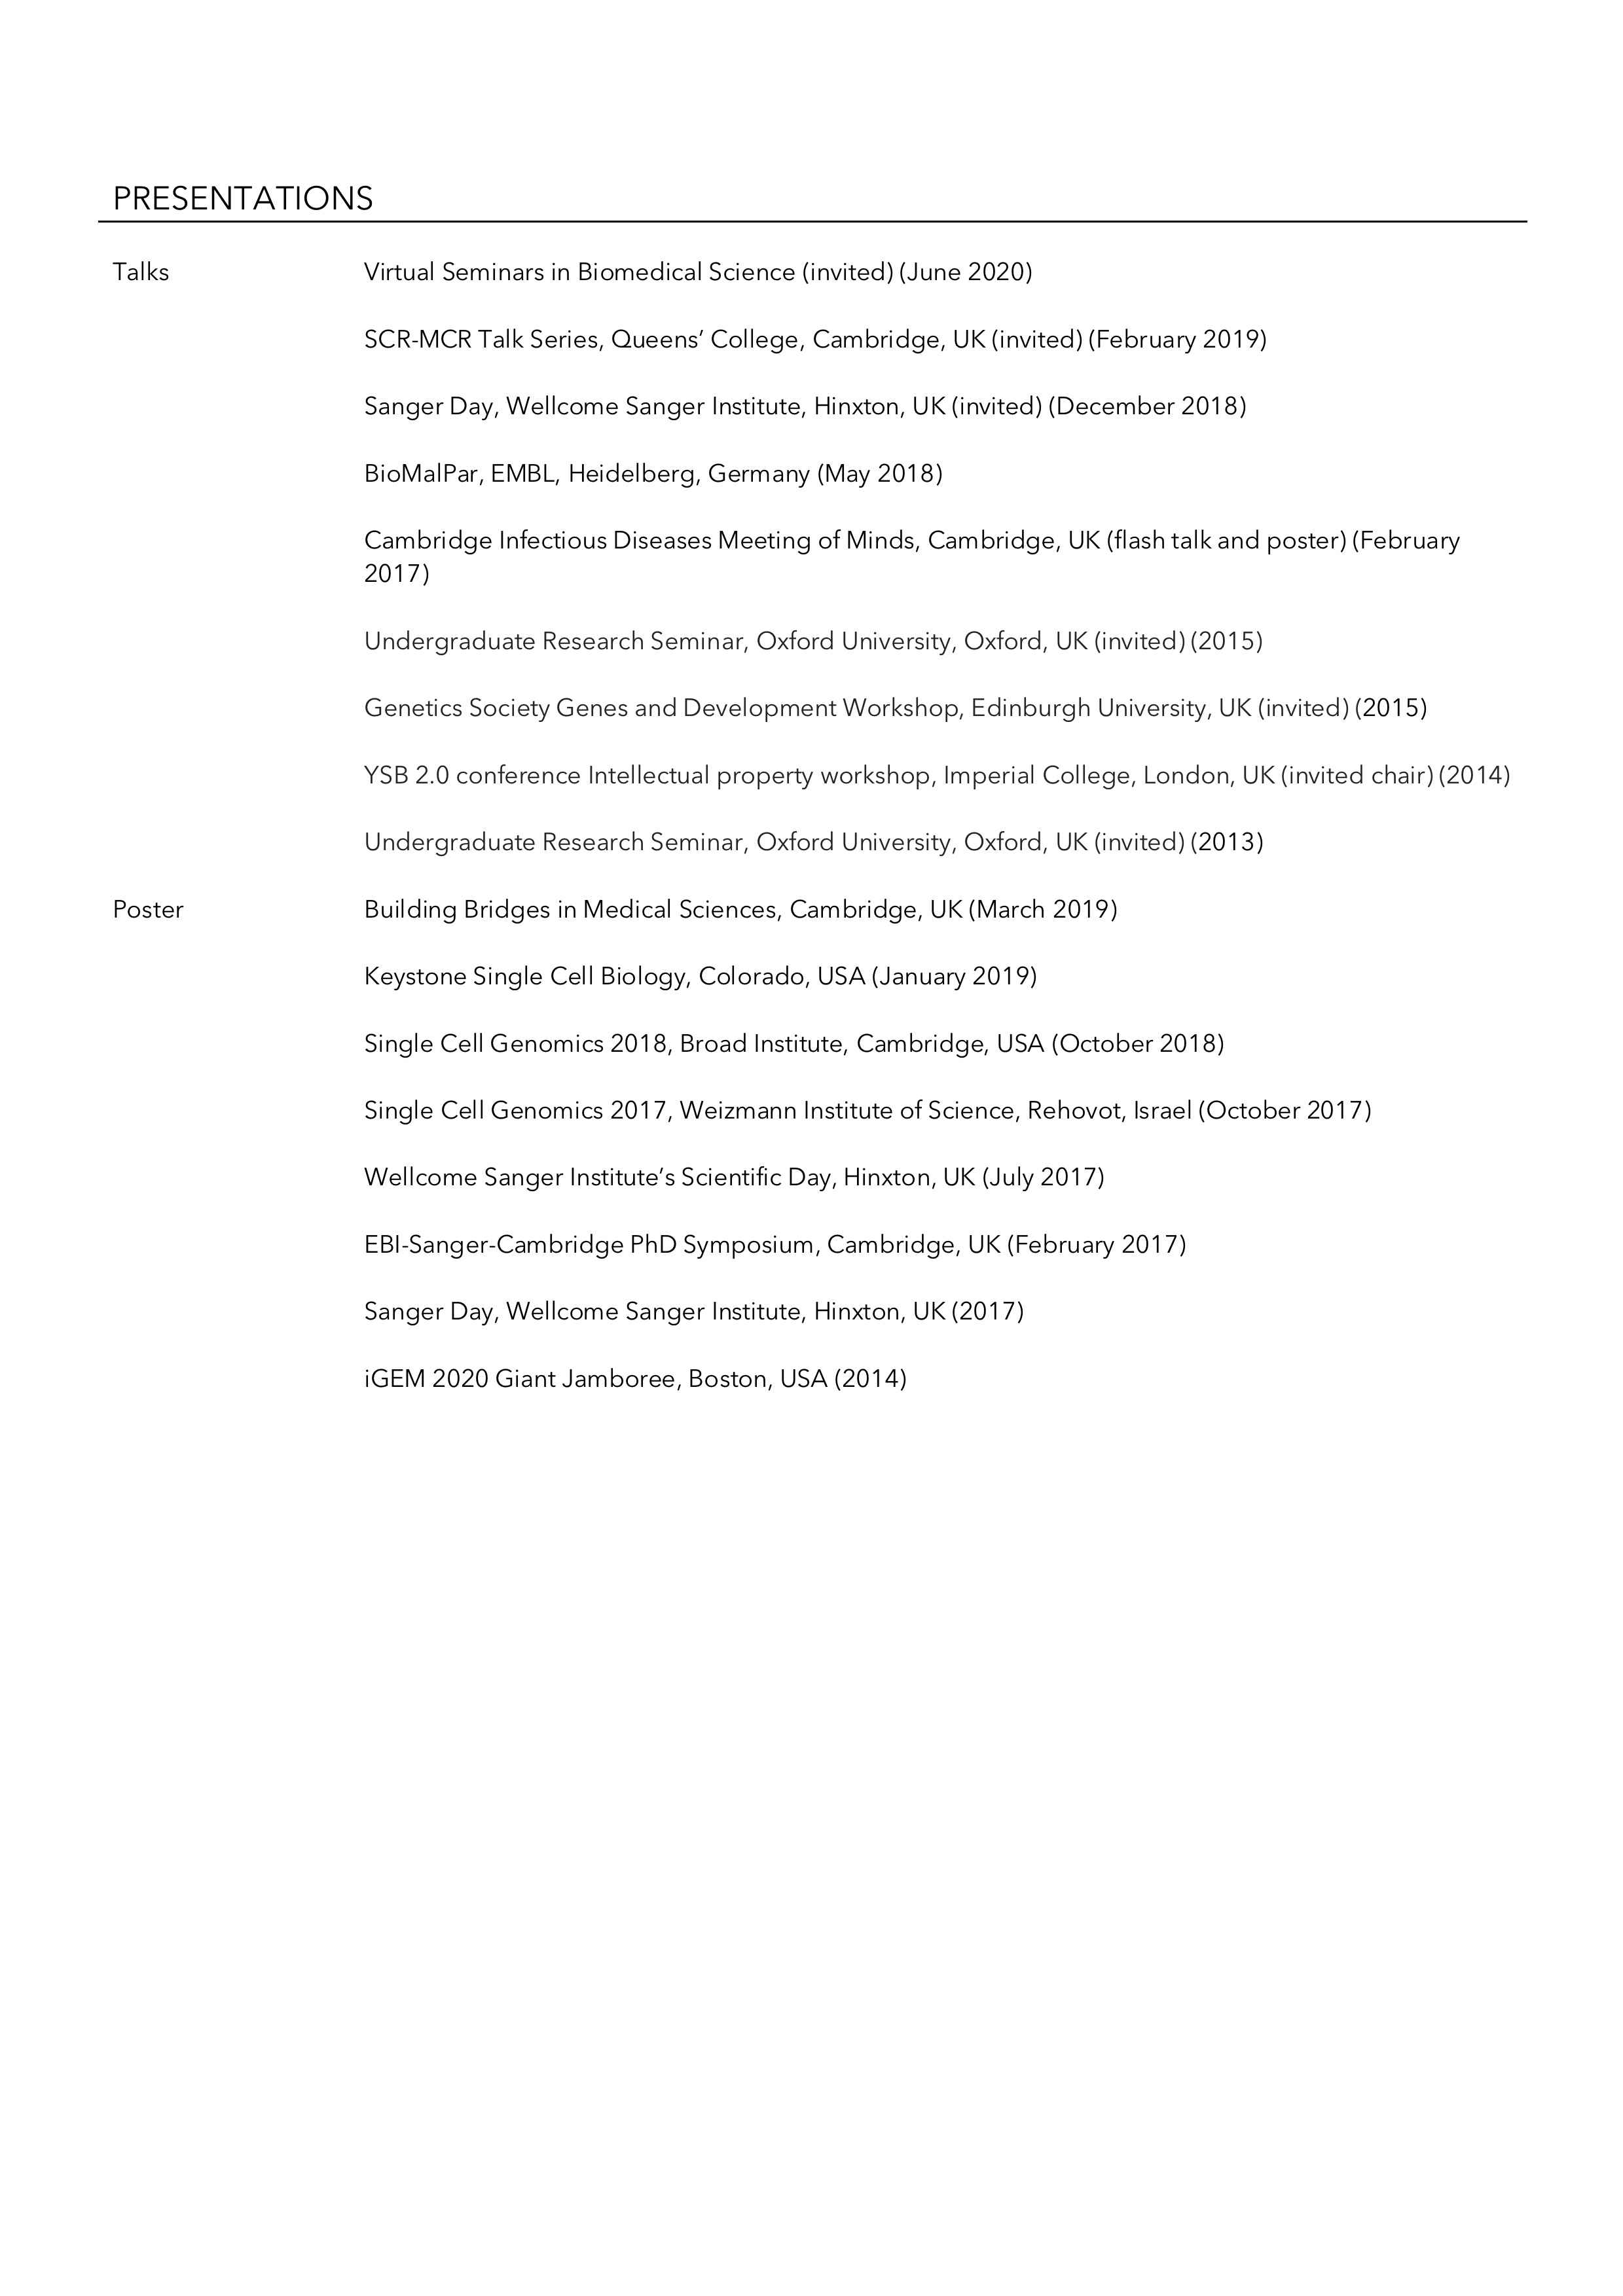 PRESENTATIONS
Talks
Virtual Seminars in Biomedical Science (invited) (June 2020)
SCR-MCR Talk Series, Queens’ College, Cambridge, UK (invited) (February 2019)
Sanger Day, Wellcome Sanger Institute, Hinxton, UK (invited) (December 2018)
BioMalPar, EMBL, Heidelberg, Germany (May 2018)
Cambridge Infectious Diseases Meeting of Minds, Cambridge, UK (flash talk and poster) (February
2017)
Undergraduate Research Seminar, Oxford University, Oxford, UK (invited) (2015)
Genetics Society Genes and Development Workshop, Edinburgh University, UK (invited) (2015)
YSB 2.0 conference Intellectual property workshop, Imperial College, London, UK (invited chair) (2014)
Undergraduate Research Seminar, Oxford University, Oxford, UK (invited) (2013)
Poster
Building Bridges in Medical Sciences, Cambridge, UK (March 2019)
Keystone Single Cell Biology, Colorado, USA (January 2019)
Single Cell Genomics 2018, Broad Institute, Cambridge, USA (October 2018)
Single Cell Genomics 2017, Weizmann Institute of Science, Rehovot, Israel (October 2017)
Wellcome Sanger Institute’s Scientific Day, Hinxton, UK (July 2017)
EBI-Sanger-Cambridge PhD Symposium, Cambridge, UK (February 2017)
Sanger Day, Wellcome Sanger Institute, Hinxton, UK (2017)
iGEM 2020 Giant Jamboree, Boston, USA (2014)